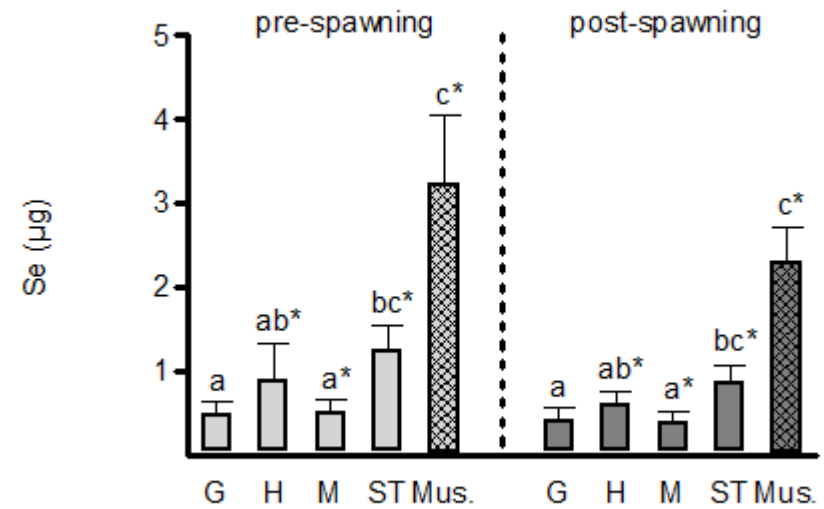 pre-spawning post-spawning
5
4
3
2
1
Se (µg)
a ab* a* bc* c*
a ab* a* bc* c*
G H M ST Mus. G H M ST Mus.